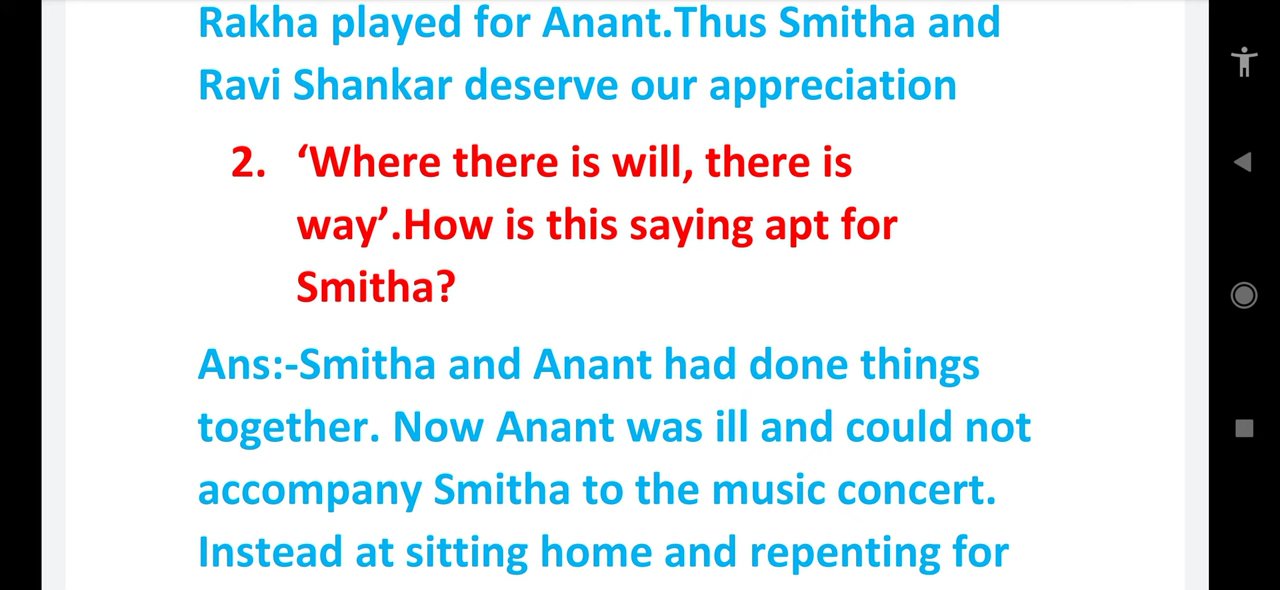 Rakha played for Anant.Thus Smitha and
Ravi Shankar deserve our appreciation
2. ‘Where there is will, there is
way’.How is this saying apt for
Smitha?
Ans:-Smitha and Anant had done things
together. Now Anant was ill and could not
accompany Smitha to the music concert.
Instead at sitting home and repenting for